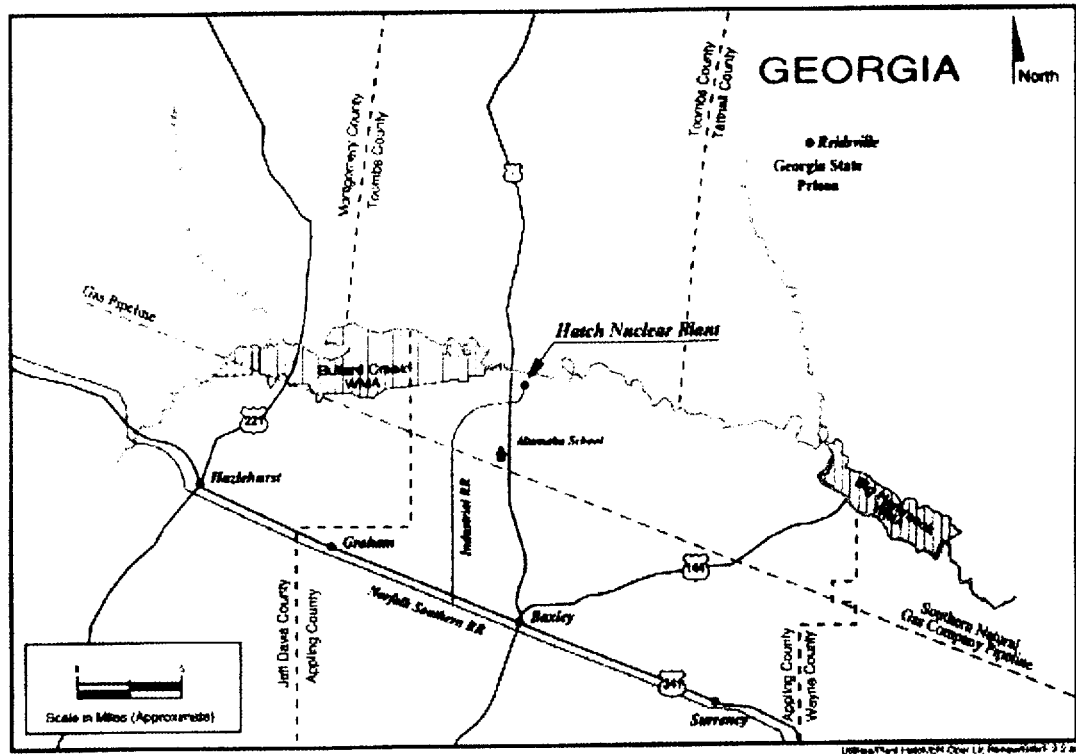 GEORGIA
North
Montgomery County
Toombs County
Toombs County
Tattnall County
Reidsville
Georgia State
Prison
Gas Pipeline
Hatch Nuclear Plant
Bullard Creek
WMA
221
Altamaha School
Hazlehurst
Industrial RR
Graham
144
Norfolk Southern RR
Baxley
Jeff Davis County
Appling County
Southern Natural
Gas Company Pipeline
Appling County
Wayne County
341
Surrency
Scale in Miles (Approximate)